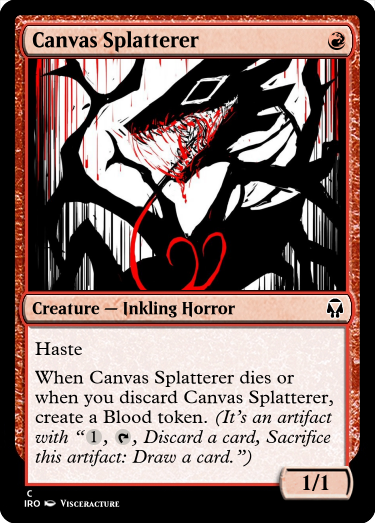 Canvas Splatterer
Creature — Inkling Horror
Haste
When Canvas Splatterer dies or
when you discard Canvas Splatterer,
create a Blood token. (It's an artifact
with “1, , Discard a card, Sacrifice
this artifact: Draw a card.”)
1/1
C
IRO Visceracture